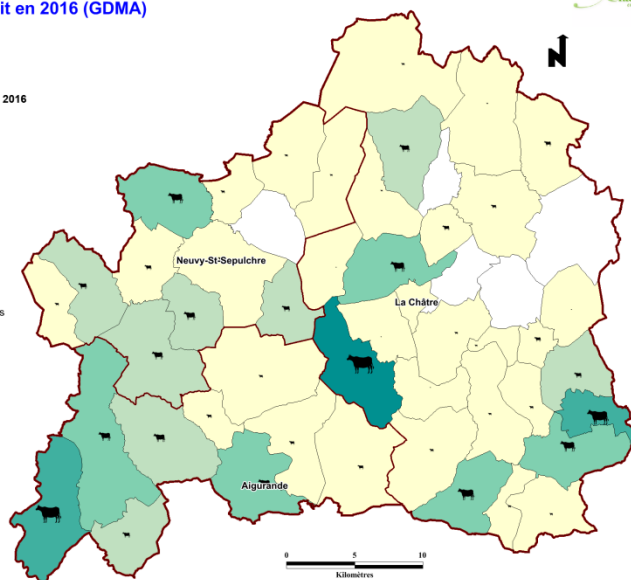 it en 2016 (GDMA)
2016
N
Neuvy-St-Sepulchre
La Châtre
Aigurande
0 5 10
Kilomètres